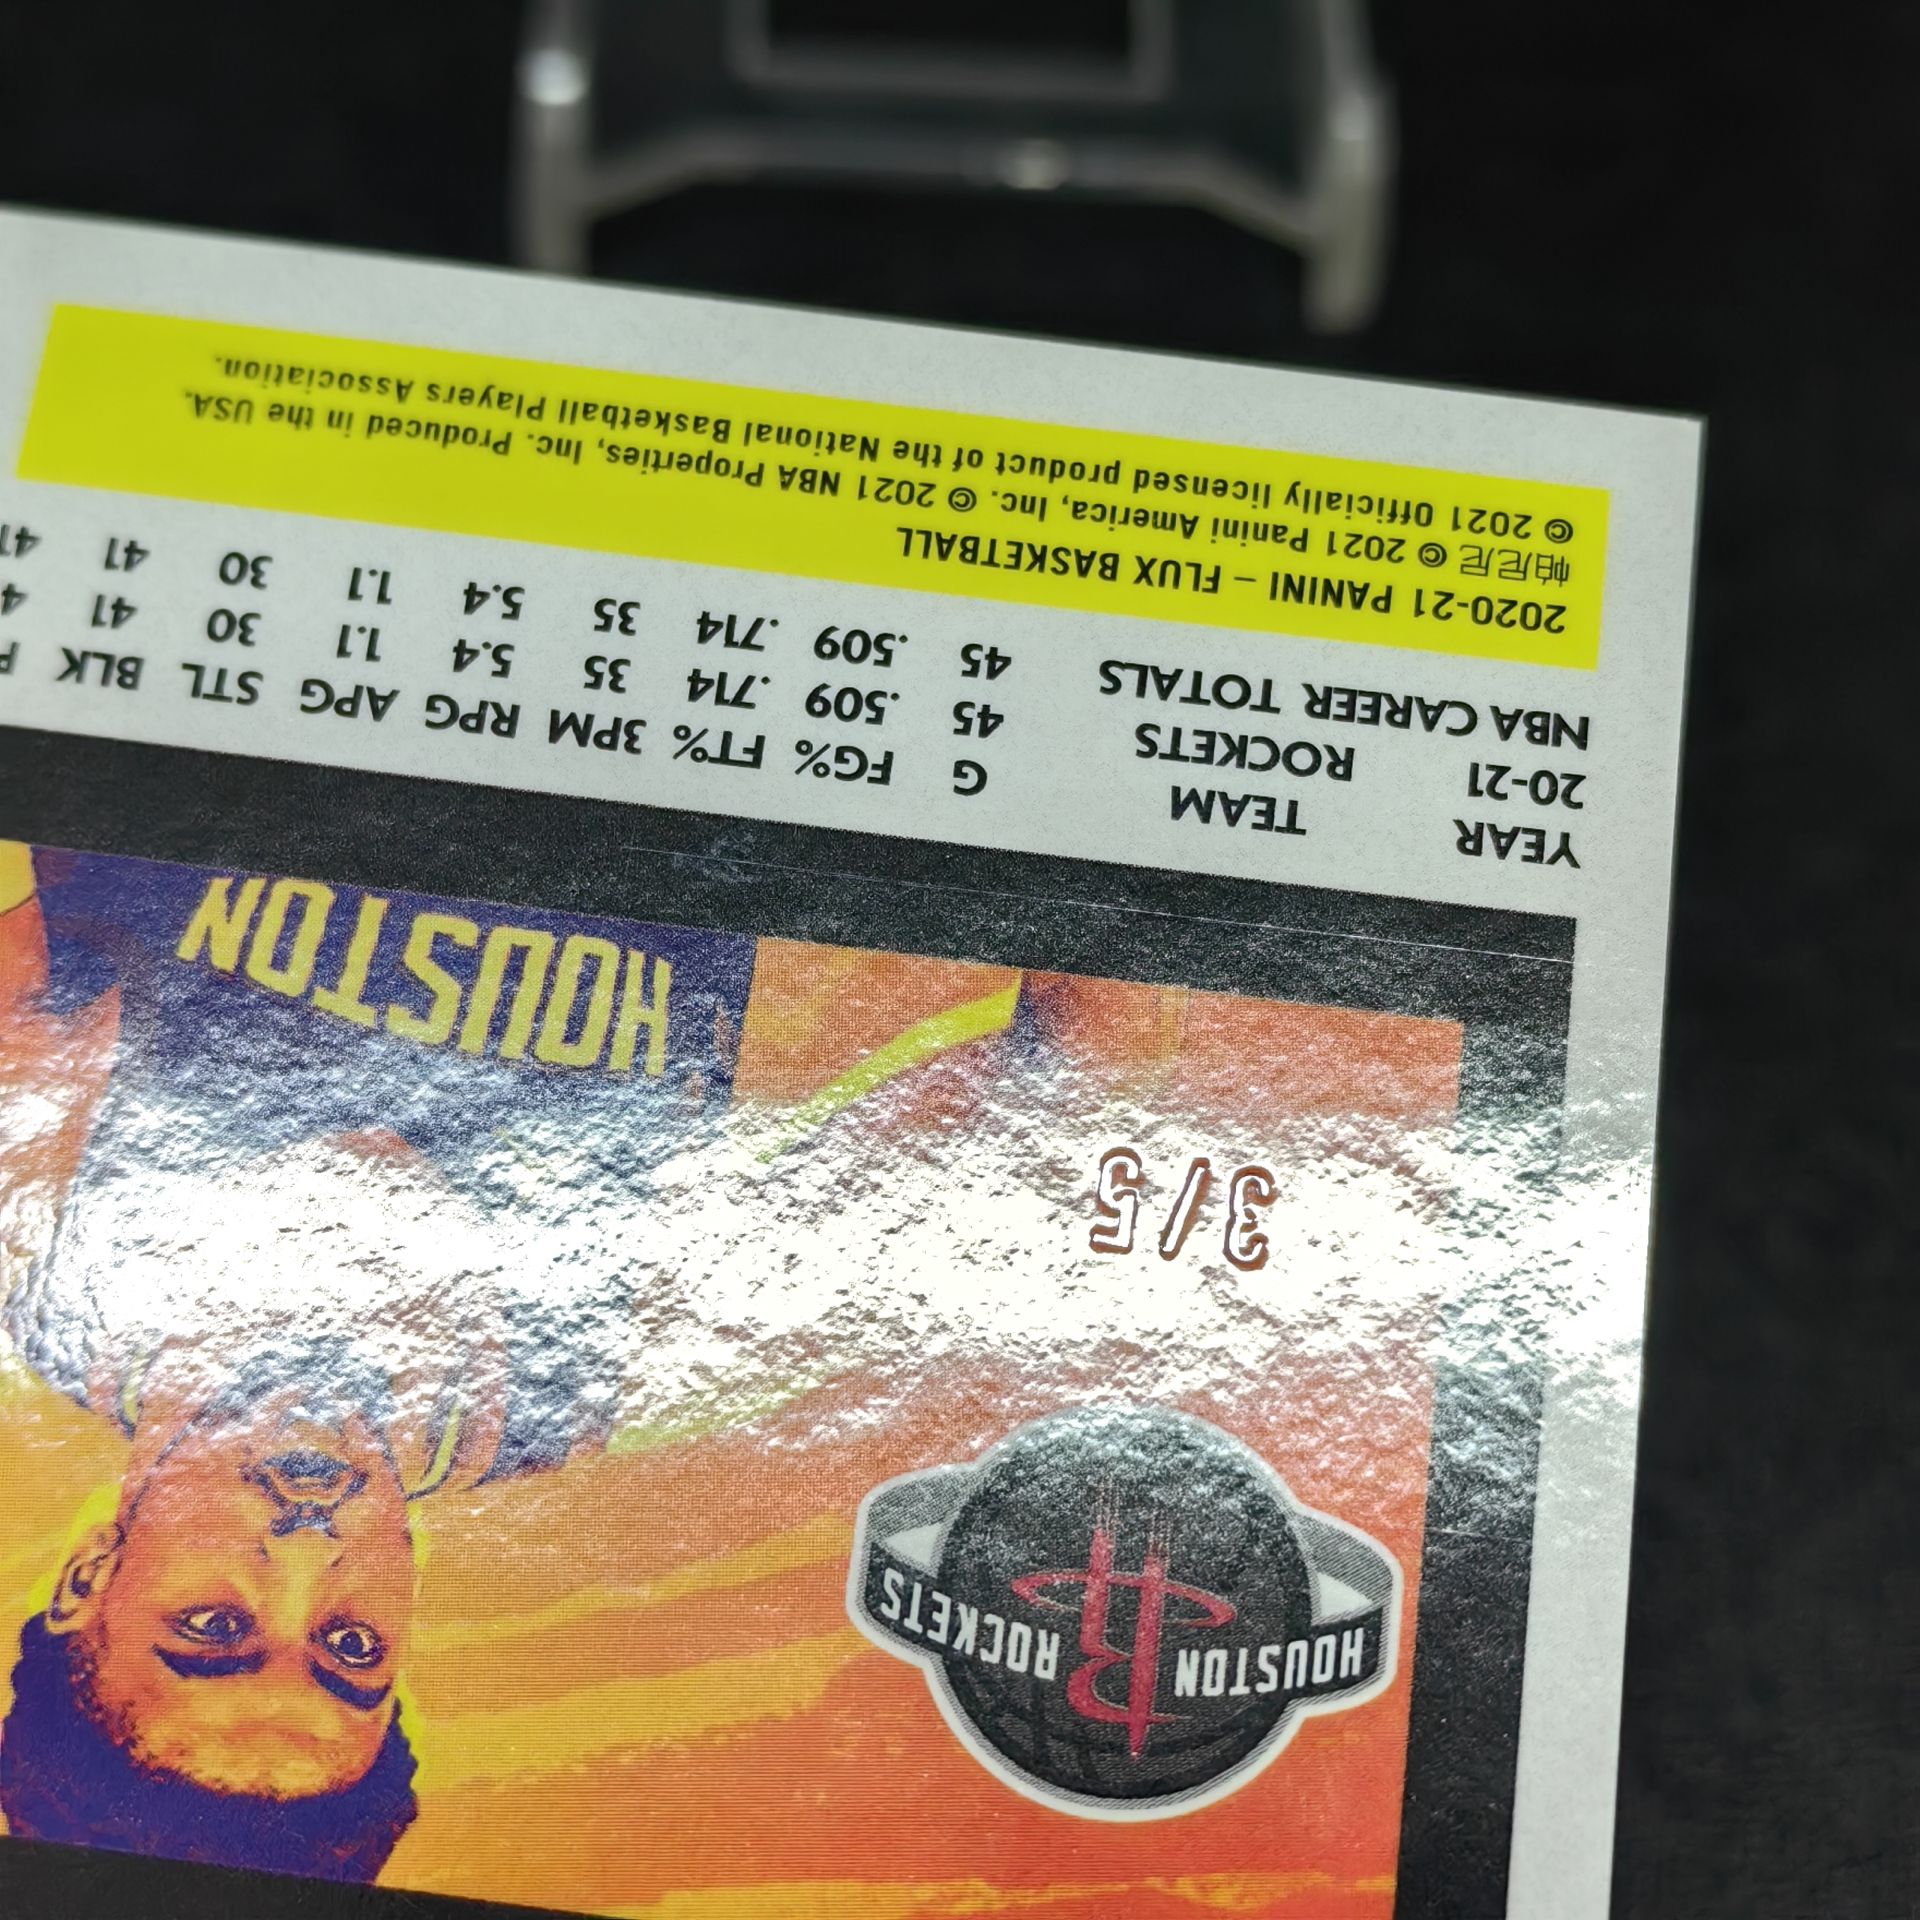 HOUSTON ROCKETS
3/5
HOUSTON
YEAR TEAM G FG% FT% 3PM RPG APG STL BLK
20-21 ROCKETS 45 .509 .714 35 5.4 1.1 30 41
NBA CAREER TOTALS 45 .509 .714 35 5.4 1.1 30 41
2020-21 PANINI – FLUX BASKETBALL
帕尼尼 © 2021 Panini America, Inc. © 2021 NBA Properties, Inc. Produced in the USA.
© 2021 Officially licensed product of the National Basketball Players Association.